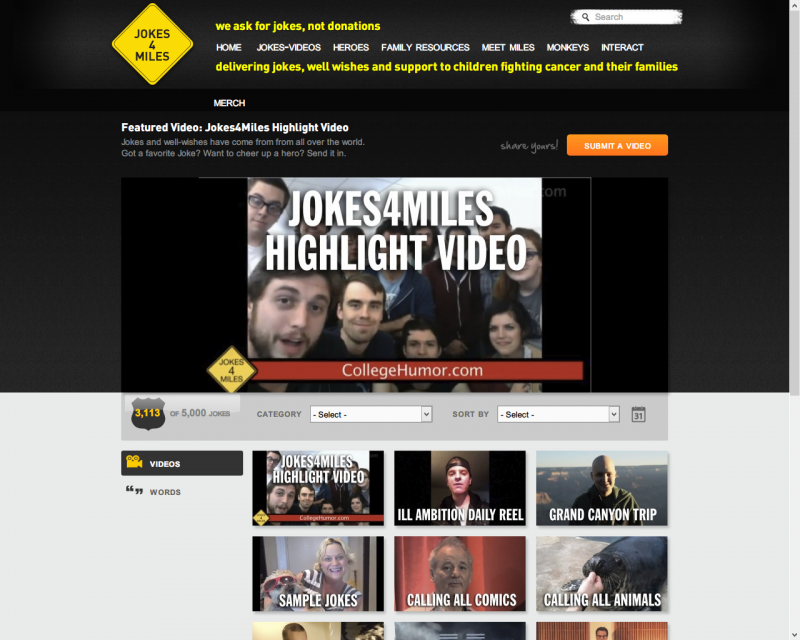 JOKES
4
MILES
we ask for jokes, not donations
Search
HOME JOKES-VIDEOS HEROES FAMILY RESOURCES MEET MILES MONKEYS INTERACT
delivering jokes, well wishes and support to children fighting cancer and their families
MERCH
Featured Video: Jokes4Miles Highlight Video
Jokes and well-wishes have come from from all over the world.
Got a favorite Joke? Want to cheer up a hero? Send it in.
share yours!
SUBMIT A VIDEO
.com
JOKES4MILES
HIGHLIGHT VIDEO
JOKES
4
MILES
CollegeHumor.com
3,113 OF 5,000 JOKES
CATEGORY - Select -
SORT BY - Select -
31
VIDEOS
WORDS
JOKES4MILES
HIGHLIGHT VIDEO
CollegeHumor.com
ILL AMBITION DAILY REEL
GRAND CANYON TRIP
SAMPLE JOKES
CALLING ALL COMICS
CALLING ALL ANIMALS